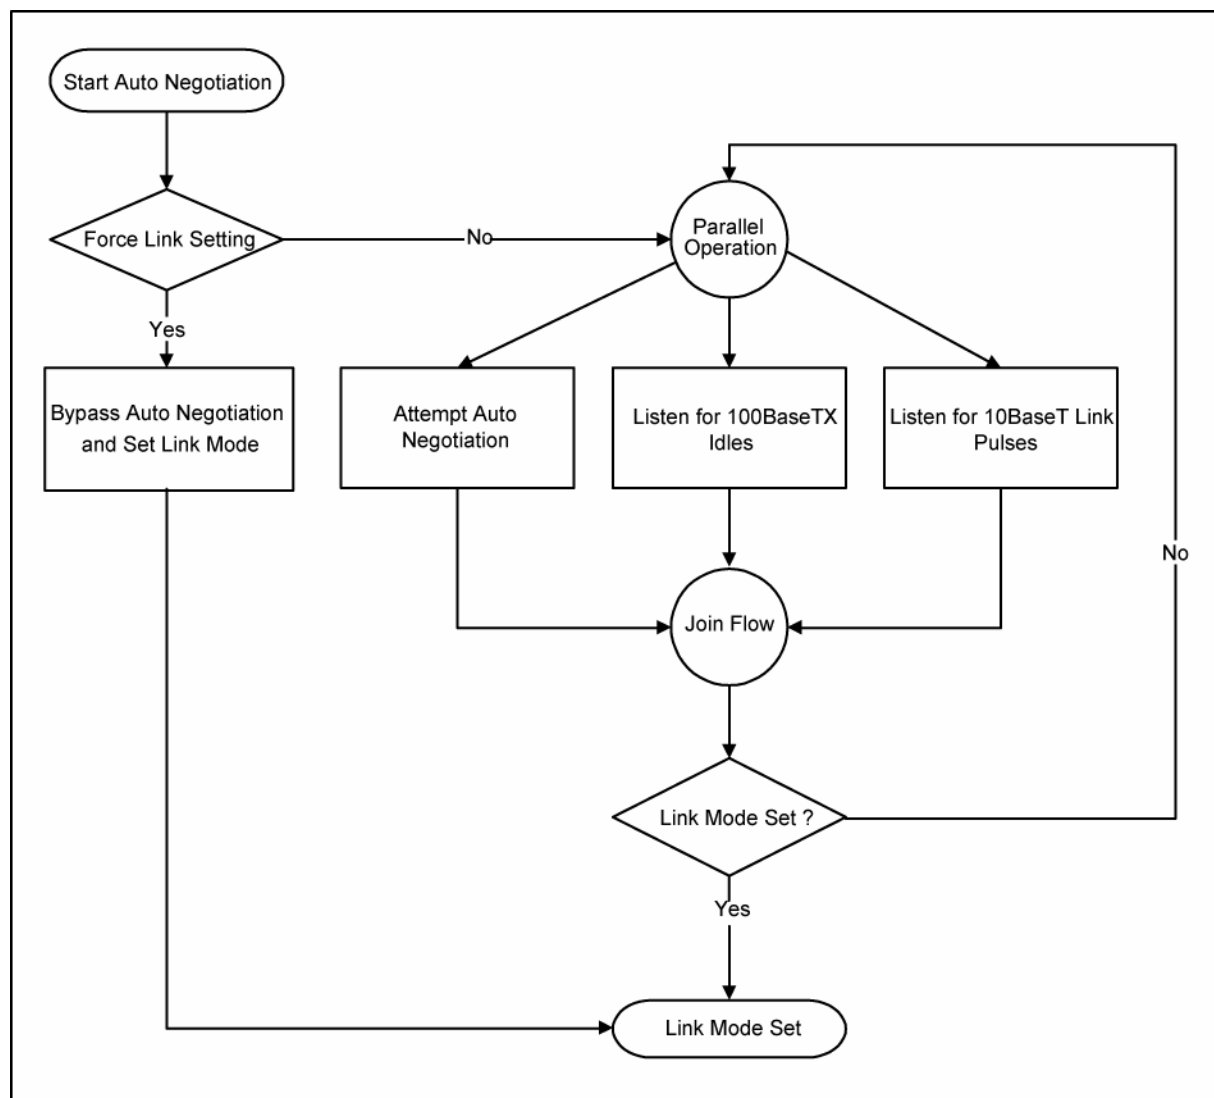 Start Auto Negotiation
Force Link Setting
No
Parallel
Operation
Yes
Bypass Auto Negotiation
and Set Link Mode
Attempt Auto
Negotiation
Listen for 100BaseTX
Idles
Listen for 10BaseT Link
Pulses
No
Join Flow
Link Mode Set ?
Yes
Link Mode Set